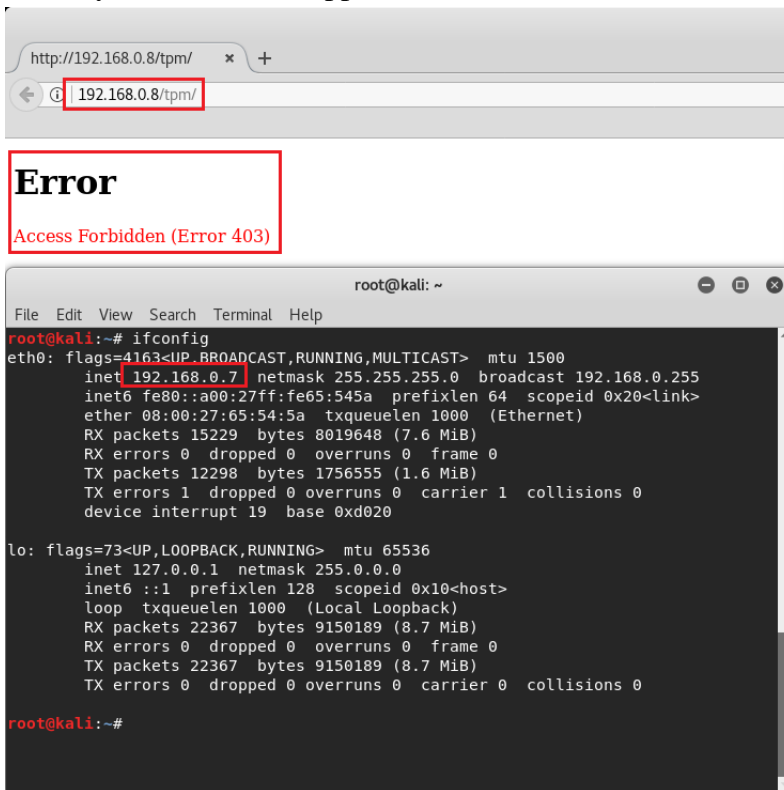 http://192.168.0.8/tpm/ × +
192.168.0.8/tpm/
Error
Access Forbidden (Error 403)
root@kali: ~
File Edit View Search Terminal Help
root@kali:~# ifconfig
eth0: flags=4163<UP,BROADCAST,RUNNING,MULTICAST> mtu 1500
inet 192.168.0.7 netmask 255.255.255.0 broadcast 192.168.0.255
inet6 fe80::a00:27ff:fe65:545a prefixlen 64 scopeid 0x20<link>
ether 08:00:27:65:54:5a txqueuelen 1000 (Ethernet)
RX packets 15229 bytes 8019648 (7.6 MiB)
RX errors 0 dropped 0 overruns 0 frame 0
TX packets 12298 bytes 1756555 (1.6 MiB)
TX errors 1 dropped 0 overruns 0 carrier 1 collisions 0
device interrupt 19 base 0xd020
lo: flags=73<UP,LOOPBACK,RUNNING> mtu 65536
inet 127.0.0.1 netmask 255.0.0.0
inet6 ::1 prefixlen 128 scopeid 0x10<host>
loop txqueuelen 1000 (Local Loopback)
RX packets 22367 bytes 9150189 (8.7 MiB)
RX errors 0 dropped 0 overruns 0 frame 0
TX packets 22367 bytes 9150189 (8.7 MiB)
TX errors 0 dropped 0 overruns 0 carrier 0 collisions 0
root@kali:~#